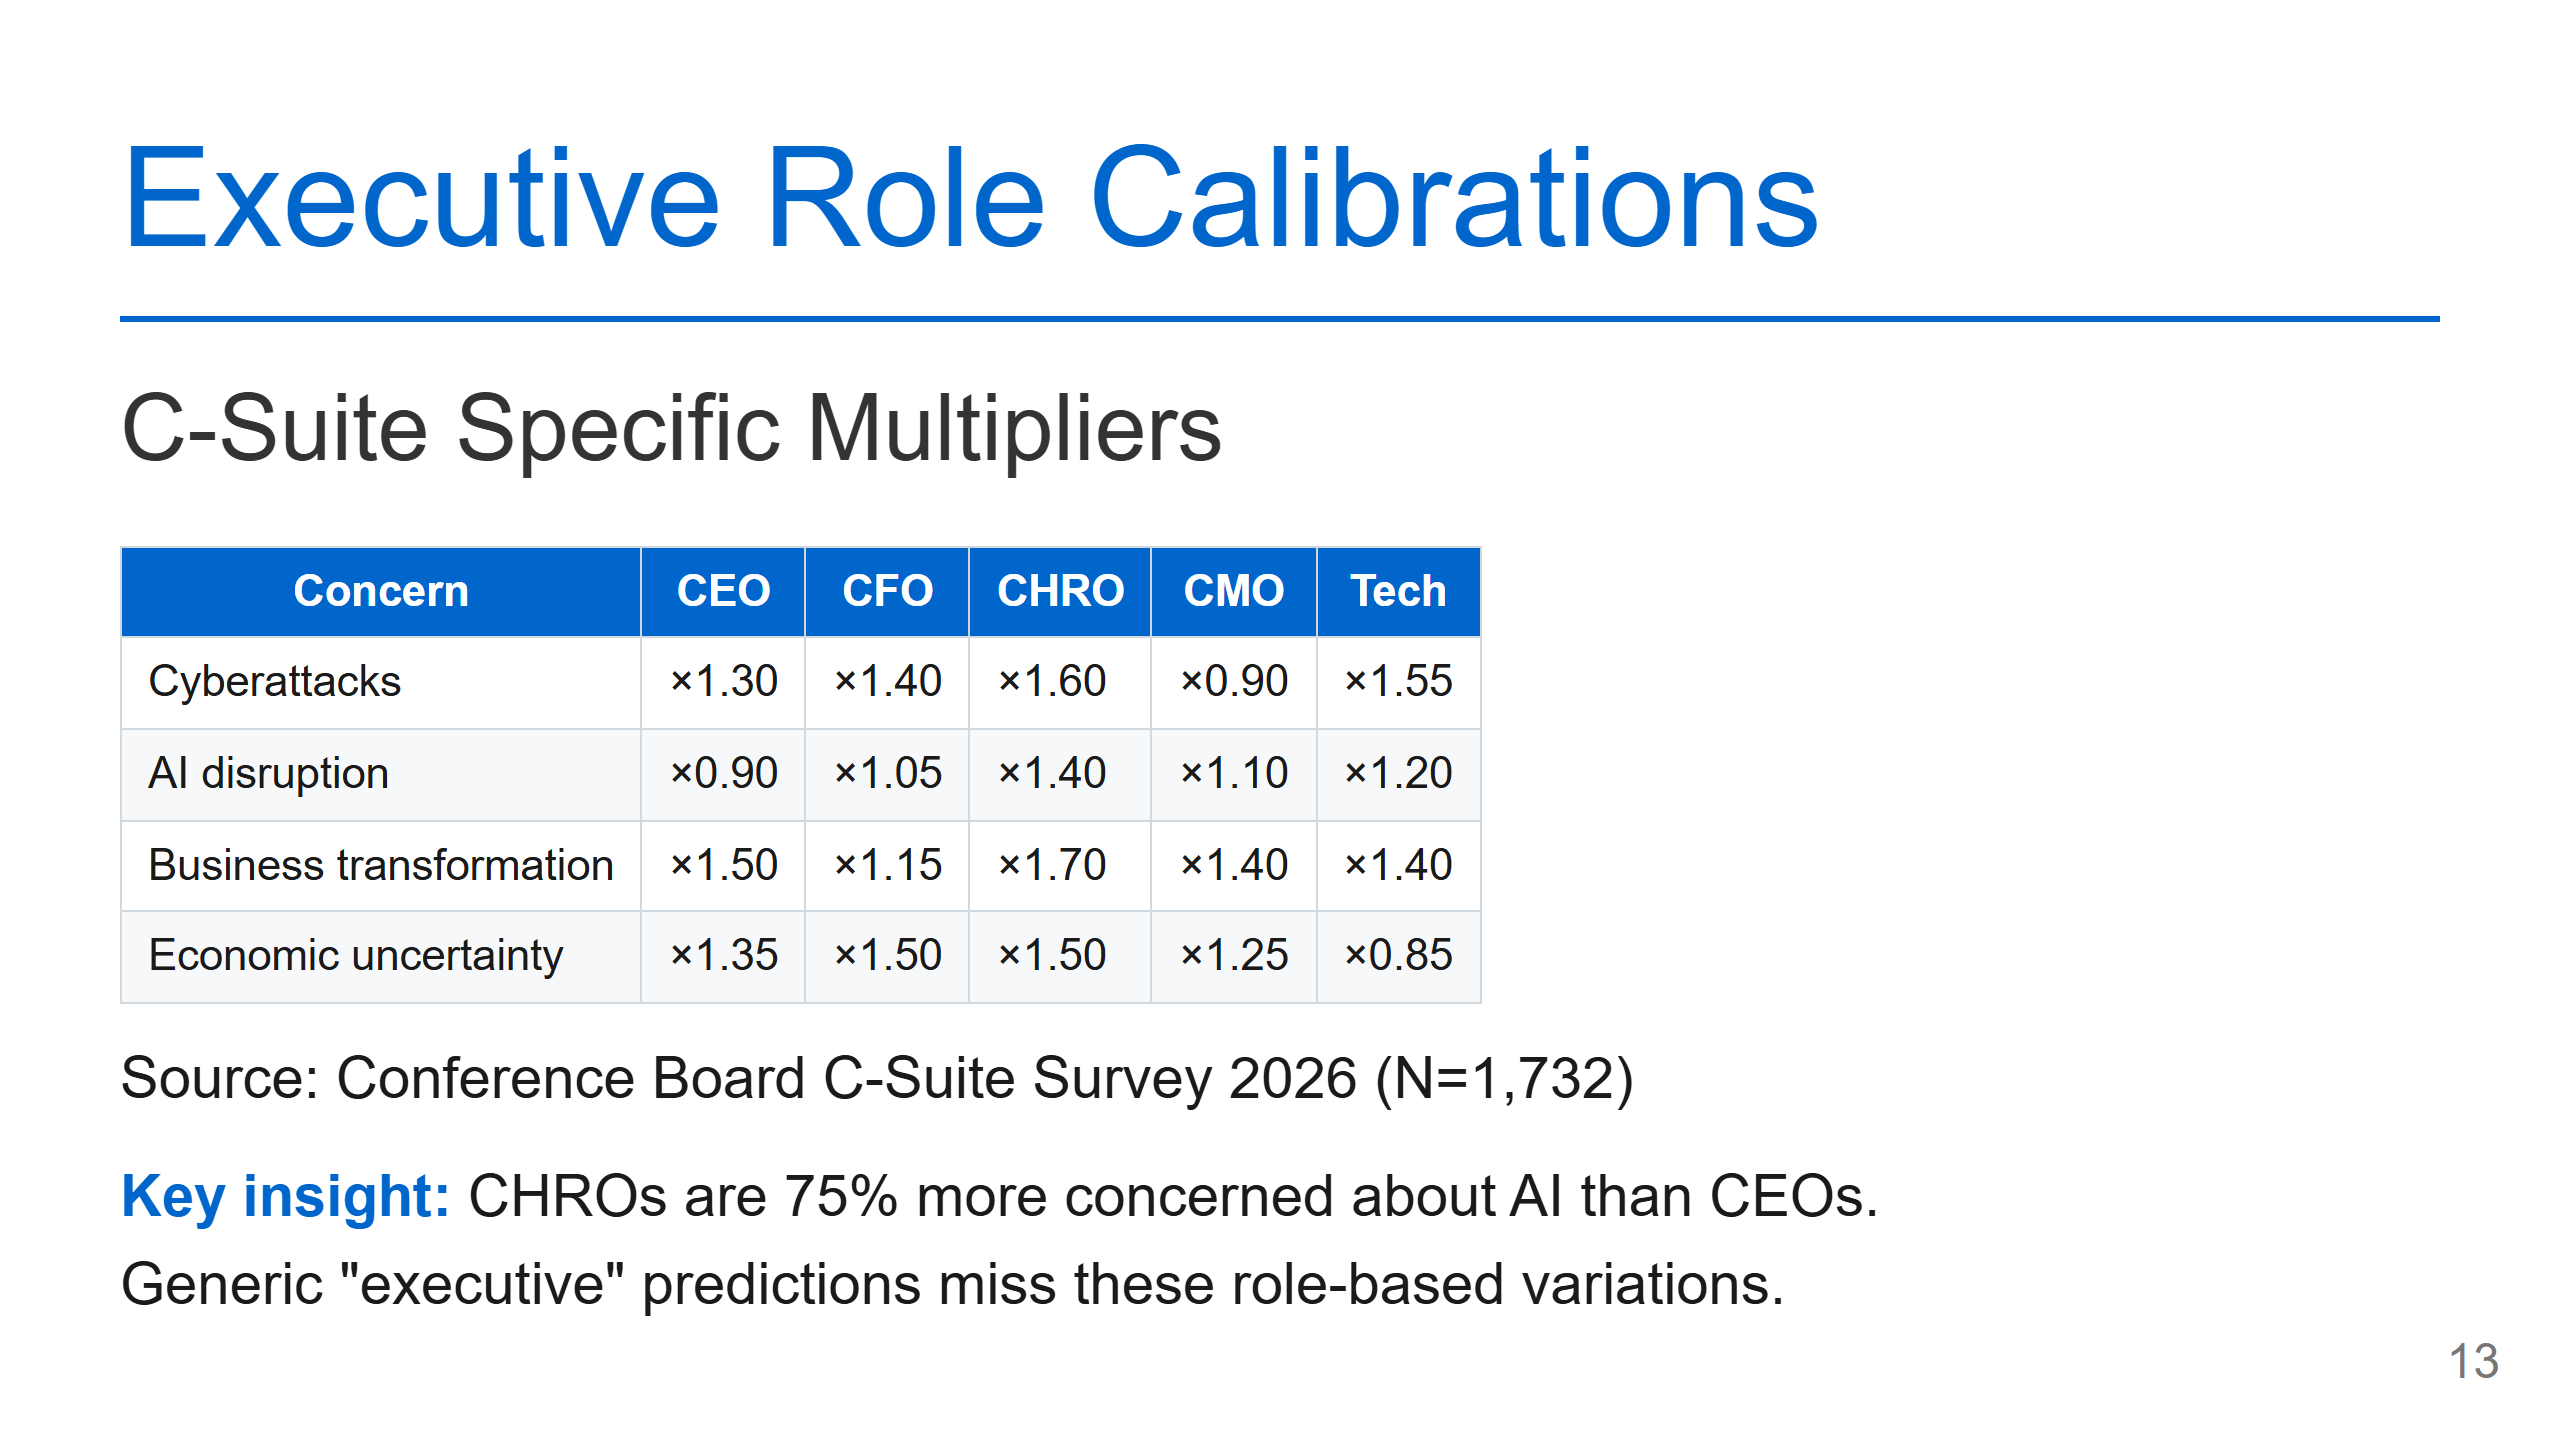 Executive Role Calibrations
C-Suite Specific Multipliers
Concern CEO CFO CHRO CMO Tech
Cyberattacks ×1.30 ×1.40 ×1.60 ×0.90 ×1.55
AI disruption ×0.90 ×1.05 ×1.40 ×1.10 ×1.20
Business transformation ×1.50 ×1.15 ×1.70 ×1.40 ×1.40
Economic uncertainty ×1.35 ×1.50 ×1.50 ×1.25 ×0.85
Source: Conference Board C-Suite Survey 2026 (N=1,732)
Key insight: CHROs are 75% more concerned about AI than CEOs.
Generic "executive" predictions miss these role-based variations.
13